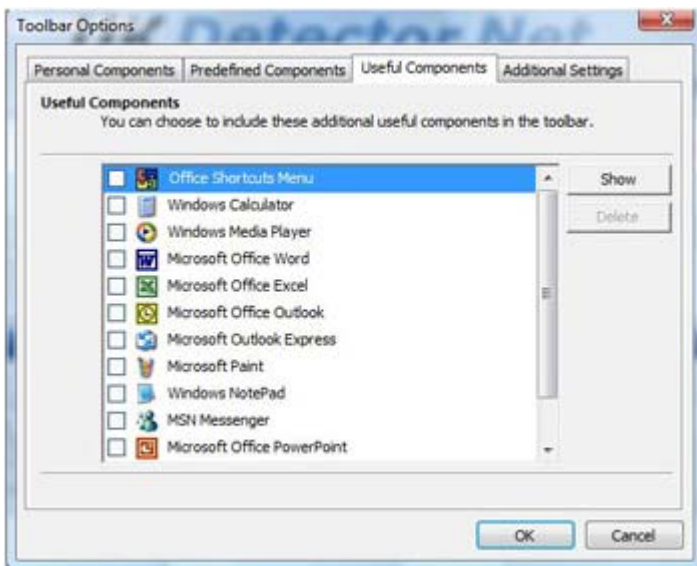 Toolbar Options
Detector Net
Personal Components Predefined Components Useful Components Additional Settings
Useful Components
You can choose to include these additional useful components in the toolbar.
Office Shortcuts Menu
Show
Windows Calculator
Delete
Windows Media Player
Microsoft Office Word
Microsoft Office Excel
Microsoft Office Outlook
Microsoft Outlook Express
Microsoft Paint
Windows NotePad
MSN Messenger
Microsoft Office PowerPoint
OK Cancel